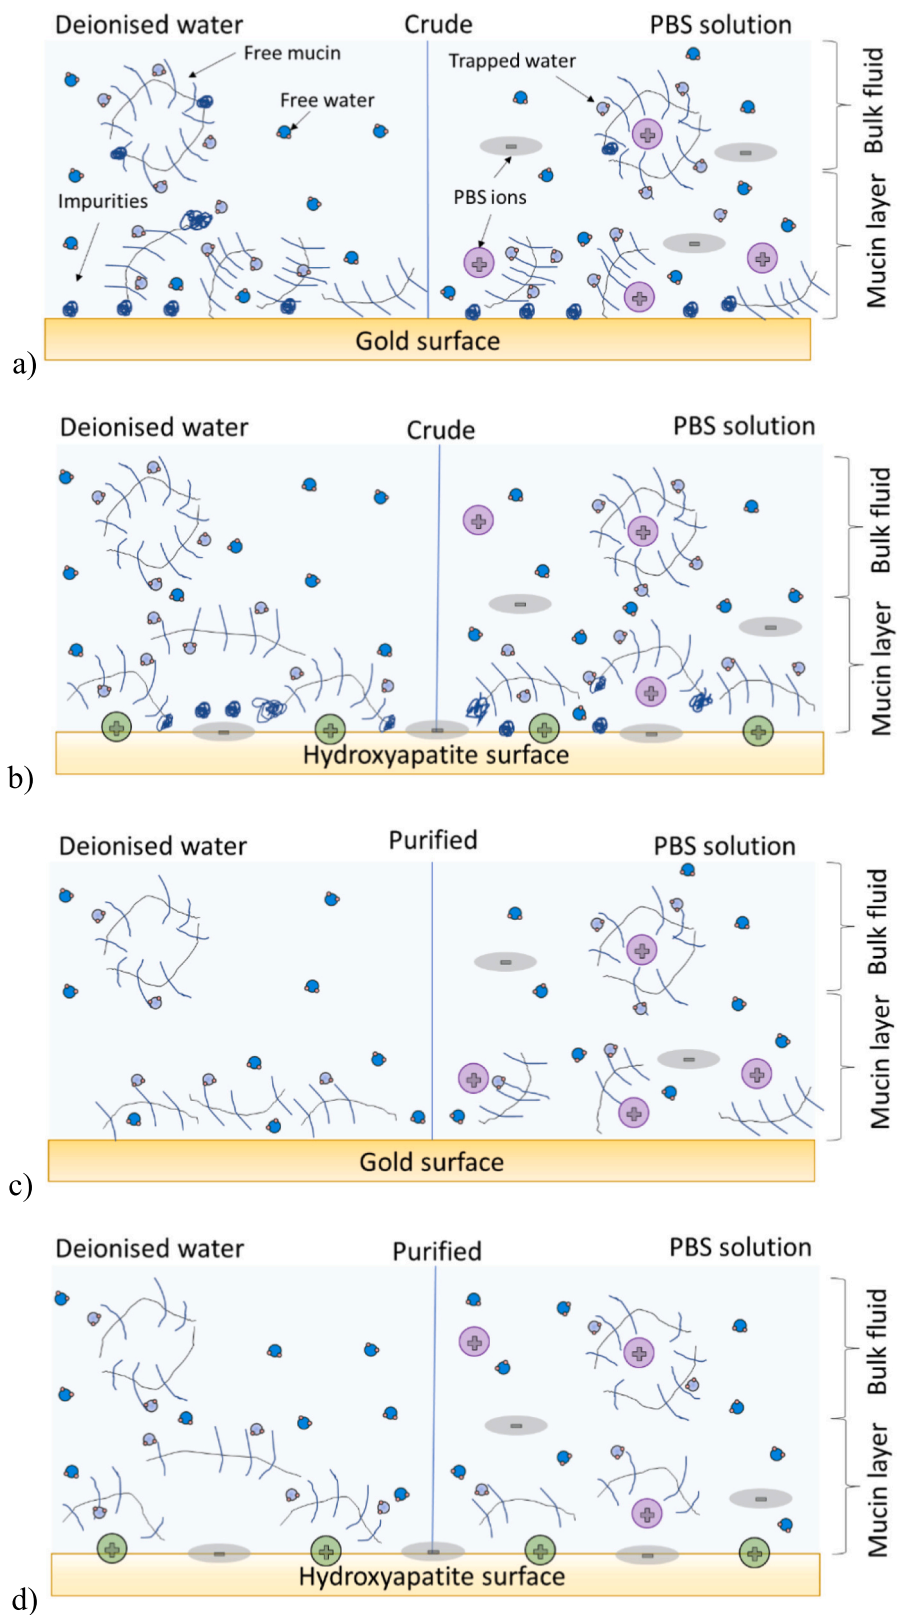 Deionised water
Crude
PBS solution
Free mucin
Trapped water
Free water
Impurities
PBS ions
Bulk fluid
Mucin layer
Gold surface
a)
Deionised water
Crude
PBS solution
Bulk fluid
Mucin layer
Hydroxyapatite surface
b)
Deionised water
Purified
PBS solution
Bulk fluid
Mucin layer
Gold surface
c)
Deionised water
Purified
PBS solution
Bulk fluid
Mucin layer
Hydroxyapatite surface
d)